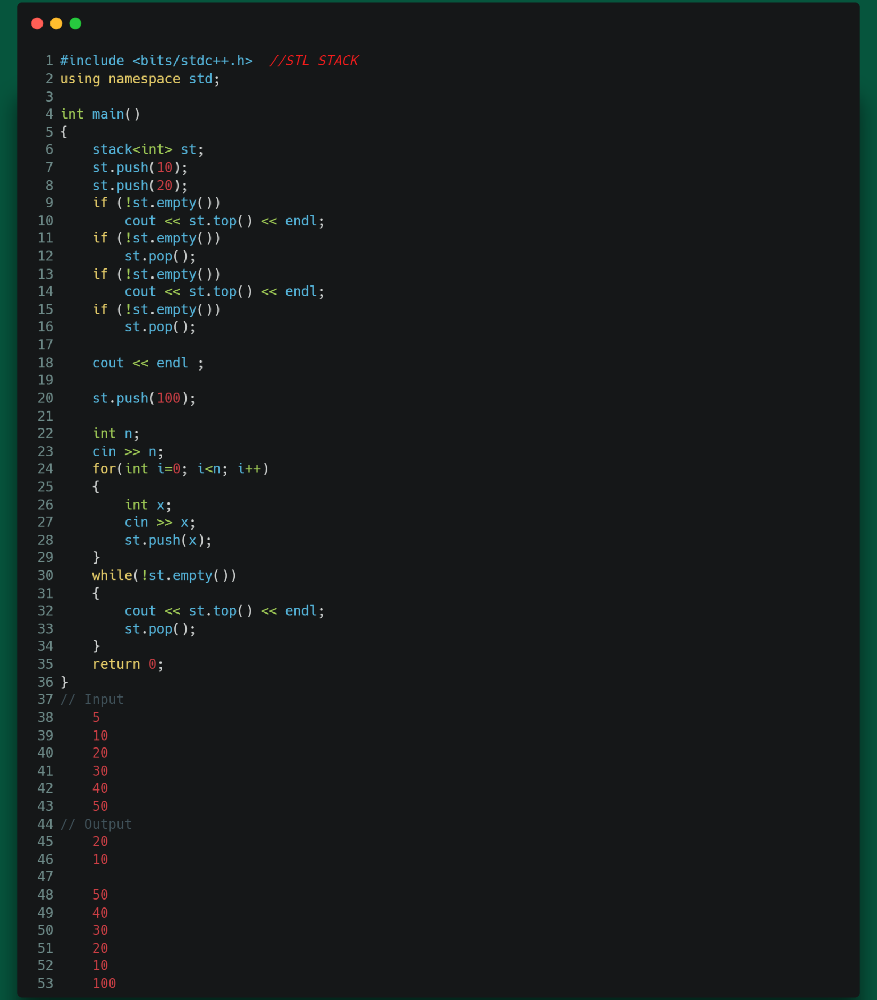 1 #include <bits/stdc++.h>  //STL STACK
2 using namespace std;
3
4 int main()
5 {
6     stack<int> st;
7     st.push(10);
8     st.push(20);
9     if (!st.empty())
10         cout << st.top() << endl;
11     if (!st.empty())
12         st.pop();
13     if (!st.empty())
14         cout << st.top() << endl;
15     if (!st.empty())
16         st.pop();
17
18     cout << endl ;
19
20     st.push(100);
21
22     int n;
23     cin >> n;
24     for(int i=0; i<n; i++)
25     {
26         int x;
27         cin >> x;
28         st.push(x);
29     }
30     while(!st.empty())
31     {
32         cout << st.top() << endl;
33         st.pop();
34     }
35     return 0;
36 }
37 // Input
38     5
39     10
40     20
41     30
42     40
43     50
44 // Output
45     20
46     10
47
48     50
49     40
50     30
51     20
52     10
53     100